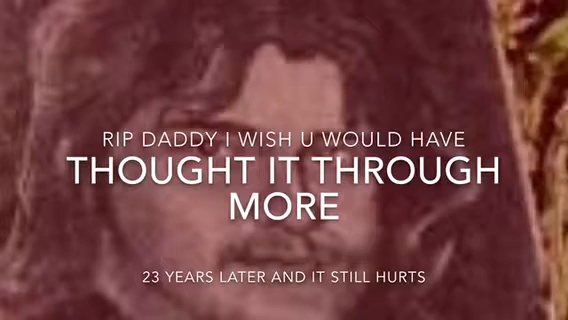 RIP DADDY I WISH U WOULD HAVE
THOUGHT IT THROUGH
MORE
23 YEARS LATER AND IT STILL HURTS